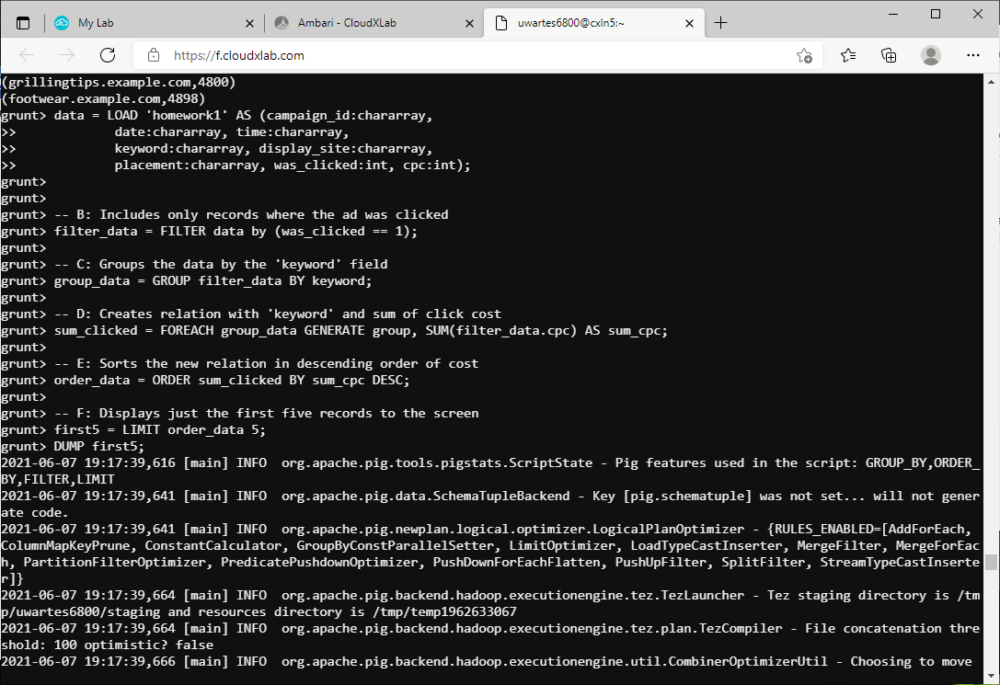 My Lab
Ambari - CloudXLab
uwartes6800@cxln5:~
https://f.cloudxlab.com
(grillingtips.example.com,4800)
(footwear.example.com,4898)
grunt> data = LOAD 'homework1' AS (campaign_id:chararray,
>>             date:chararray, time:chararray,
>>             keyword:chararray, display_site:chararray,
>>             placement:chararray, was_clicked:int, cpc:int);
grunt>
grunt>
grunt> -- B: Includes only records where the ad was clicked
grunt> filter_data = FILTER data by (was_clicked == 1);
grunt>
grunt> -- C: Groups the data by the 'keyword' field
grunt> group_data = GROUP filter_data BY keyword;
grunt>
grunt> -- D: Creates relation with 'keyword' and sum of click cost
grunt> sum_clicked = FOREACH group_data GENERATE group, SUM(filter_data.cpc) AS sum_cpc;
grunt>
grunt> -- E: Sorts the new relation in descending order of cost
grunt> order_data = ORDER sum_clicked BY sum_cpc DESC;
grunt>
grunt> -- F: Displays just the first five records to the screen
grunt> first5 = LIMIT order_data 5;
grunt> DUMP first5;
2021-06-07 19:17:39,616 [main] INFO  org.apache.pig.tools.pigstats.ScriptState - Pig features used in the script: GROUP_BY,ORDER_
BY,FILTER,LIMIT
2021-06-07 19:17:39,641 [main] INFO  org.apache.pig.data.SchemaTupleBackend - Key [pig.schematuple] was not set... will not gener
ate code.
2021-06-07 19:17:39,641 [main] INFO  org.apache.pig.newplan.logical.optimizer.LogicalPlanOptimizer - {RULES_ENABLED=[AddForEach,
ColumnMapKeyPrune, ConstantCalculator, GroupByConstParallelSetter, LimitOptimizer, LoadTypeCastInserter, MergeFilter, MergeForEac
h, PartitionFilterOptimizer, PredicatePushdownOptimizer, PushDownForEachFlatten, PushUpFilter, SplitFilter, StreamTypeCastInserte
r]}
2021-06-07 19:17:39,664 [main] INFO  org.apache.pig.backend.hadoop.executionengine.tez.TezLauncher - Tez staging directory is /tm
p/uwartes6800/staging and resources directory is /tmp/temp1962633067
2021-06-07 19:17:39,664 [main] INFO  org.apache.pig.backend.hadoop.executionengine.tez.plan.TezCompiler - File concatenation thre
shold: 100 optimistic? false
2021-06-07 19:17:39,666 [main] INFO  org.apache.pig.backend.hadoop.executionengine.util.CombinerOptimizerUtil - Choosing to move